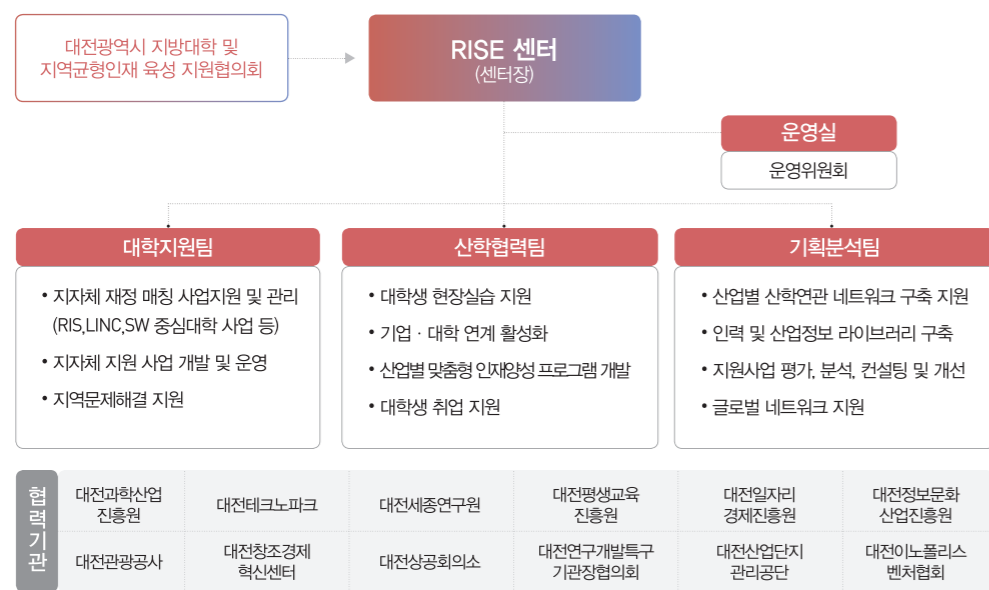 대전광역시 지방대학 및
지역균형인재 육성 지원협의회
RISE 센터
(센터장)
운영실
운영위원회
대학지원팀
• 지자체 재정 매칭 사업지원 및 관리
(RIS,LINC,SW 중심대학 사업 등)
• 지자체 지원 사업 개발 및 운영
• 지역문제해결 지원
산학협력팀
• 대학생 현장실습 지원
• 기업 · 대학 연계 활성화
• 산업별 맞춤형 인재양성 프로그램 개발
• 대학생 취업 지원
기획분석팀
• 산업별 산학연관 네트워크 구축 지원
• 인력 및 산업정보 라이브러리 구축
• 지원사업 평가, 분석, 컨설팅 및 개선
• 글로벌 네트워크 지원
협력기관
대전과학산업
진흥원
대전테크노파크
대전세종연구원
대전평생교육
진흥원
대전일자리
경제진흥원
대전정보문화
산업진흥원
대전관광공사
대전창조경제
혁신센터
대전상공회의소
대전연구개발특구
기관장협의회
대전산업단지
관리공단
대전이노폴리스
벤처협회